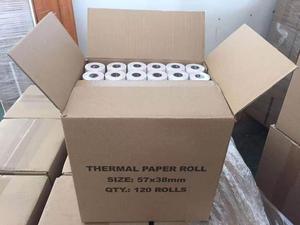 THERMAL PAPER ROLL
SIZE: 57x38mm
QTY.: 120 ROLLS